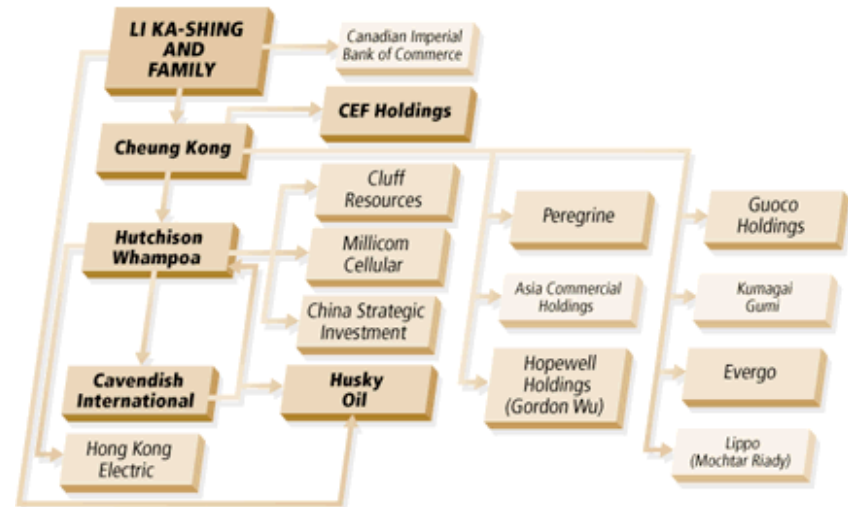 LI KA-SHING
AND
FAMILY
Canadian Imperial
Bank of Commerce
CEF Holdings
Cheung Kong
Cluff
Resources
Peregrine
Guoco
Holdings
Hutchison
Whampoa
Millicom
Cellular
Asia Commercial
Holdings
Kumagai
Gumi
China Strategic
Investment
Cavendish
International
Husky
Oil
Hopewell
Holdings
(Gordon Wu)
Evergo
Hong Kong
Electric
Lippo
(Mochtar Riady)